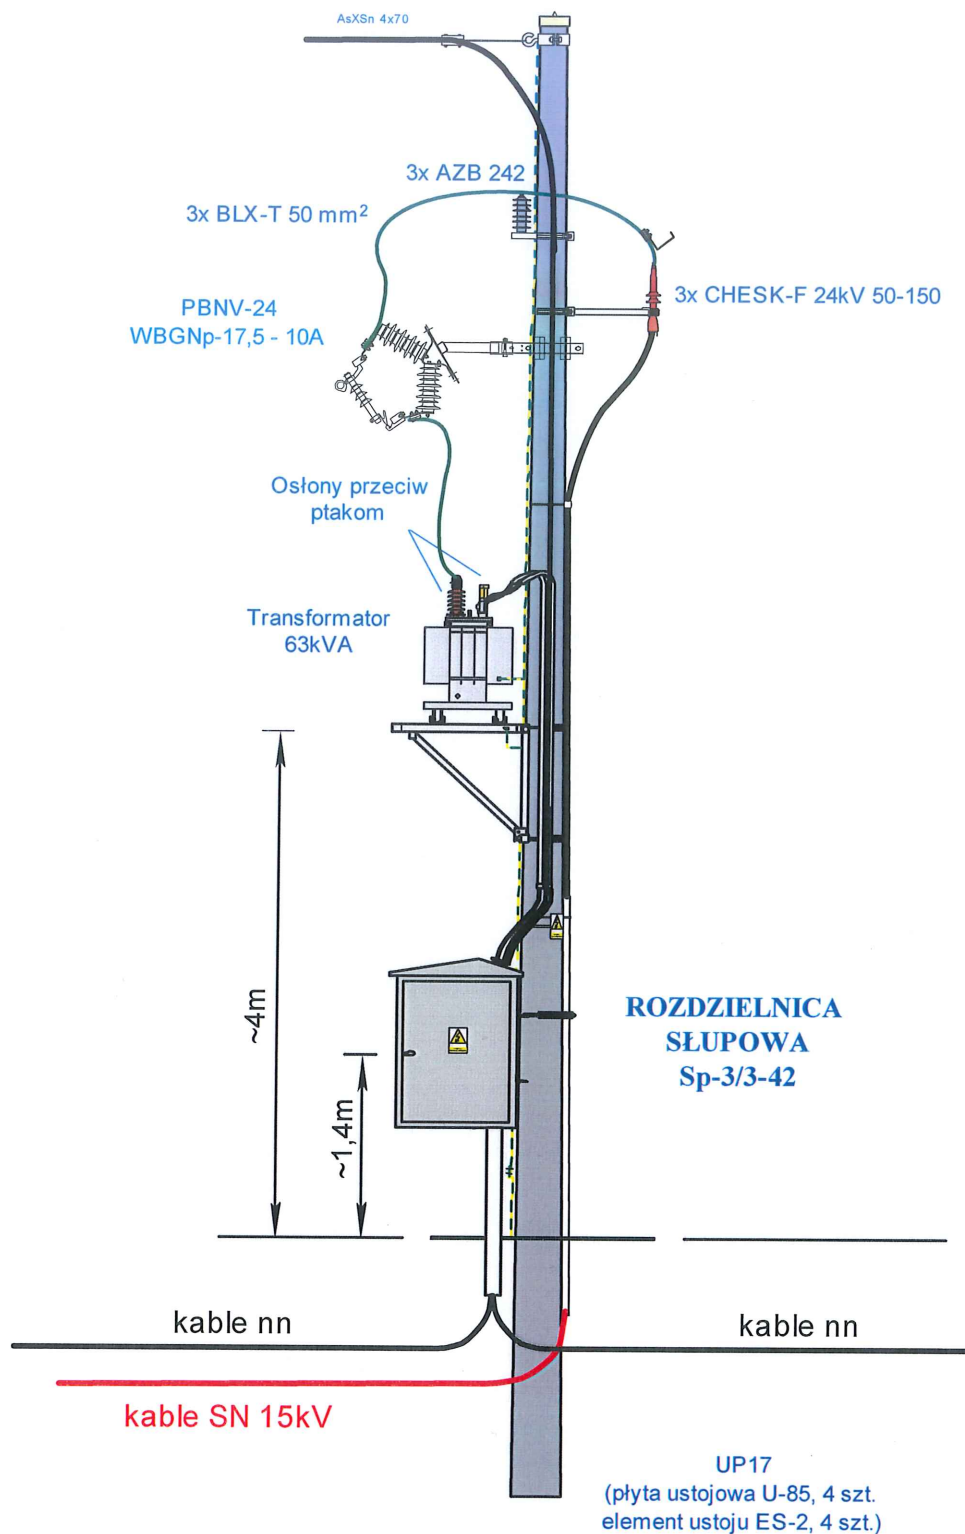 AsXSn 4x70
3x AZB 242
3x BLX-T 50 mm²
3x CHESK-F 24kV 50-150
PBNV-24
WBGNp-17,5 - 10A
Osłony przeciw
ptakom
Transformator
63kVA
~4m
~1,4m
ROZDZIELNICA
SŁUPOWA
Sp-3/3-42
kable nn
kable nn
kable SN 15kV
UP17
(płyta ustojowa U-85, 4 szt.
element ustoju ES-2, 4 szt.)